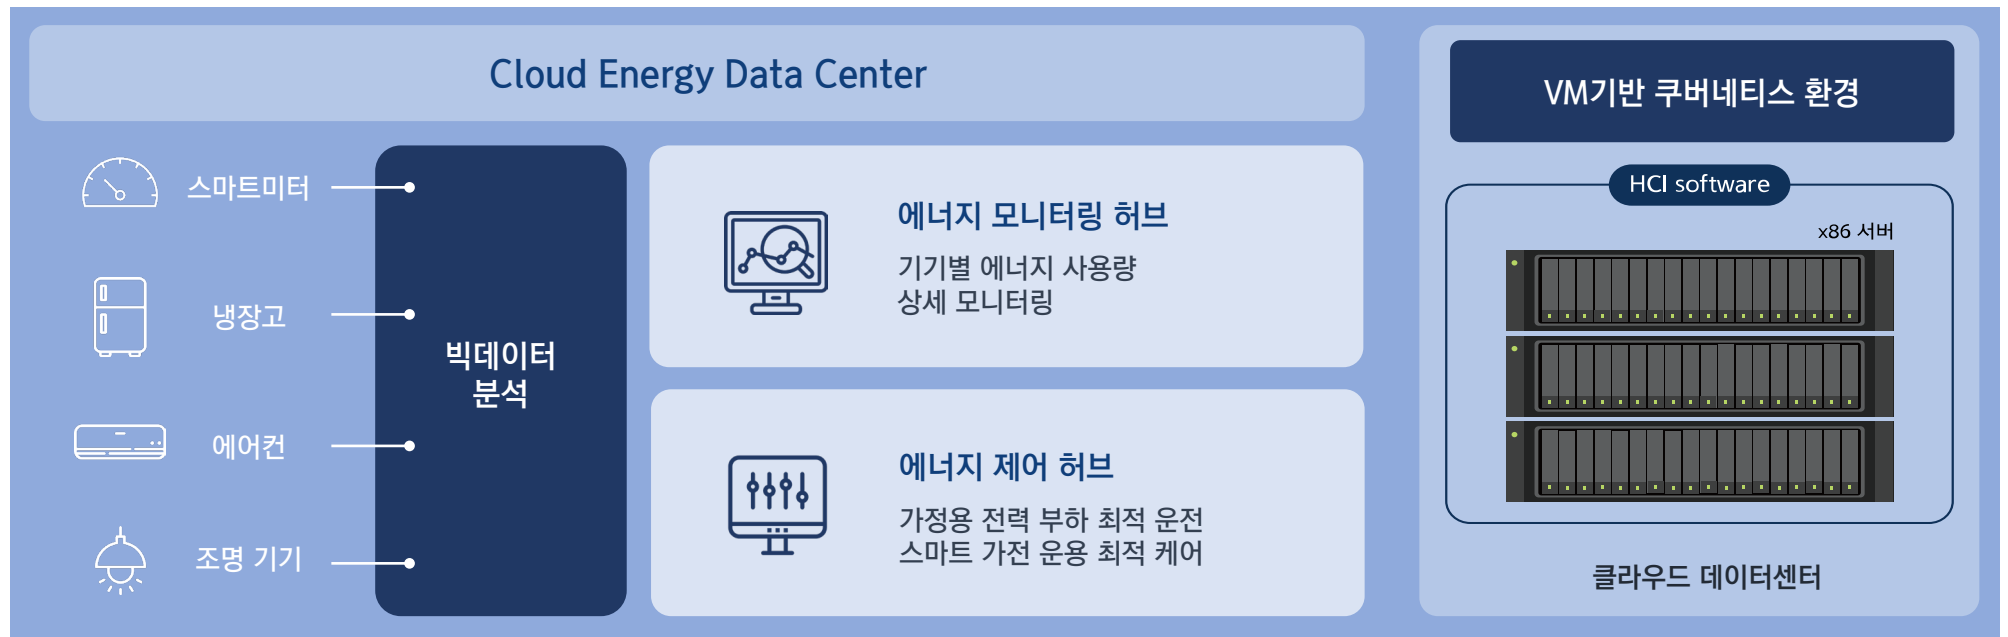 Cloud Energy Data Center
스마트미터
냉장고
에어컨
조명 기기
빅데이터
분석
에너지 모니터링 허브
기기별 에너지 사용량
상세 모니터링
에너지 제어 허브
가정용 전력 부하 최적 운전
스마트 가전 운용 최적 케어
VM기반 쿠버네티스 환경
HCI software
x86 서버
클라우드 데이터센터